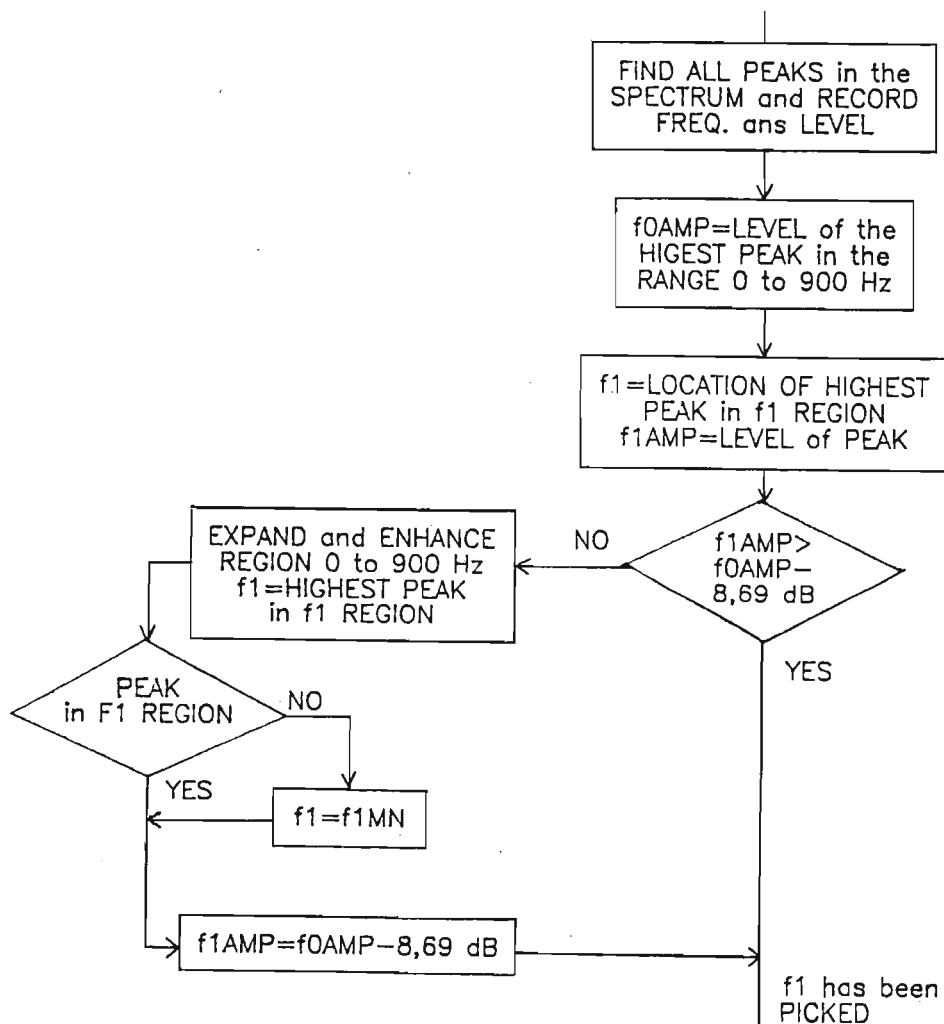 FIND ALL PEAKS in the
SPECTRUM and RECORD
FREQ. ans LEVEL
f0AMP=LEVEL of the
HIGEST PEAK in the
RANGE 0 to 900 Hz
f1=LOCATION OF HIGHEST
PEAK in f1 REGION
f1AMP=LEVEL of PEAK
f1AMP>
f0AMP-
8,69 dB
NO
YES
EXPAND and ENHANCE
REGION 0 to 900 Hz
f1=HIGHEST PEAK
in f1 REGION
PEAK
in F1 REGION
NO
YES
f1=f1MN
f1AMP=f0AMP-8,69 dB
f1 has been
PICKED